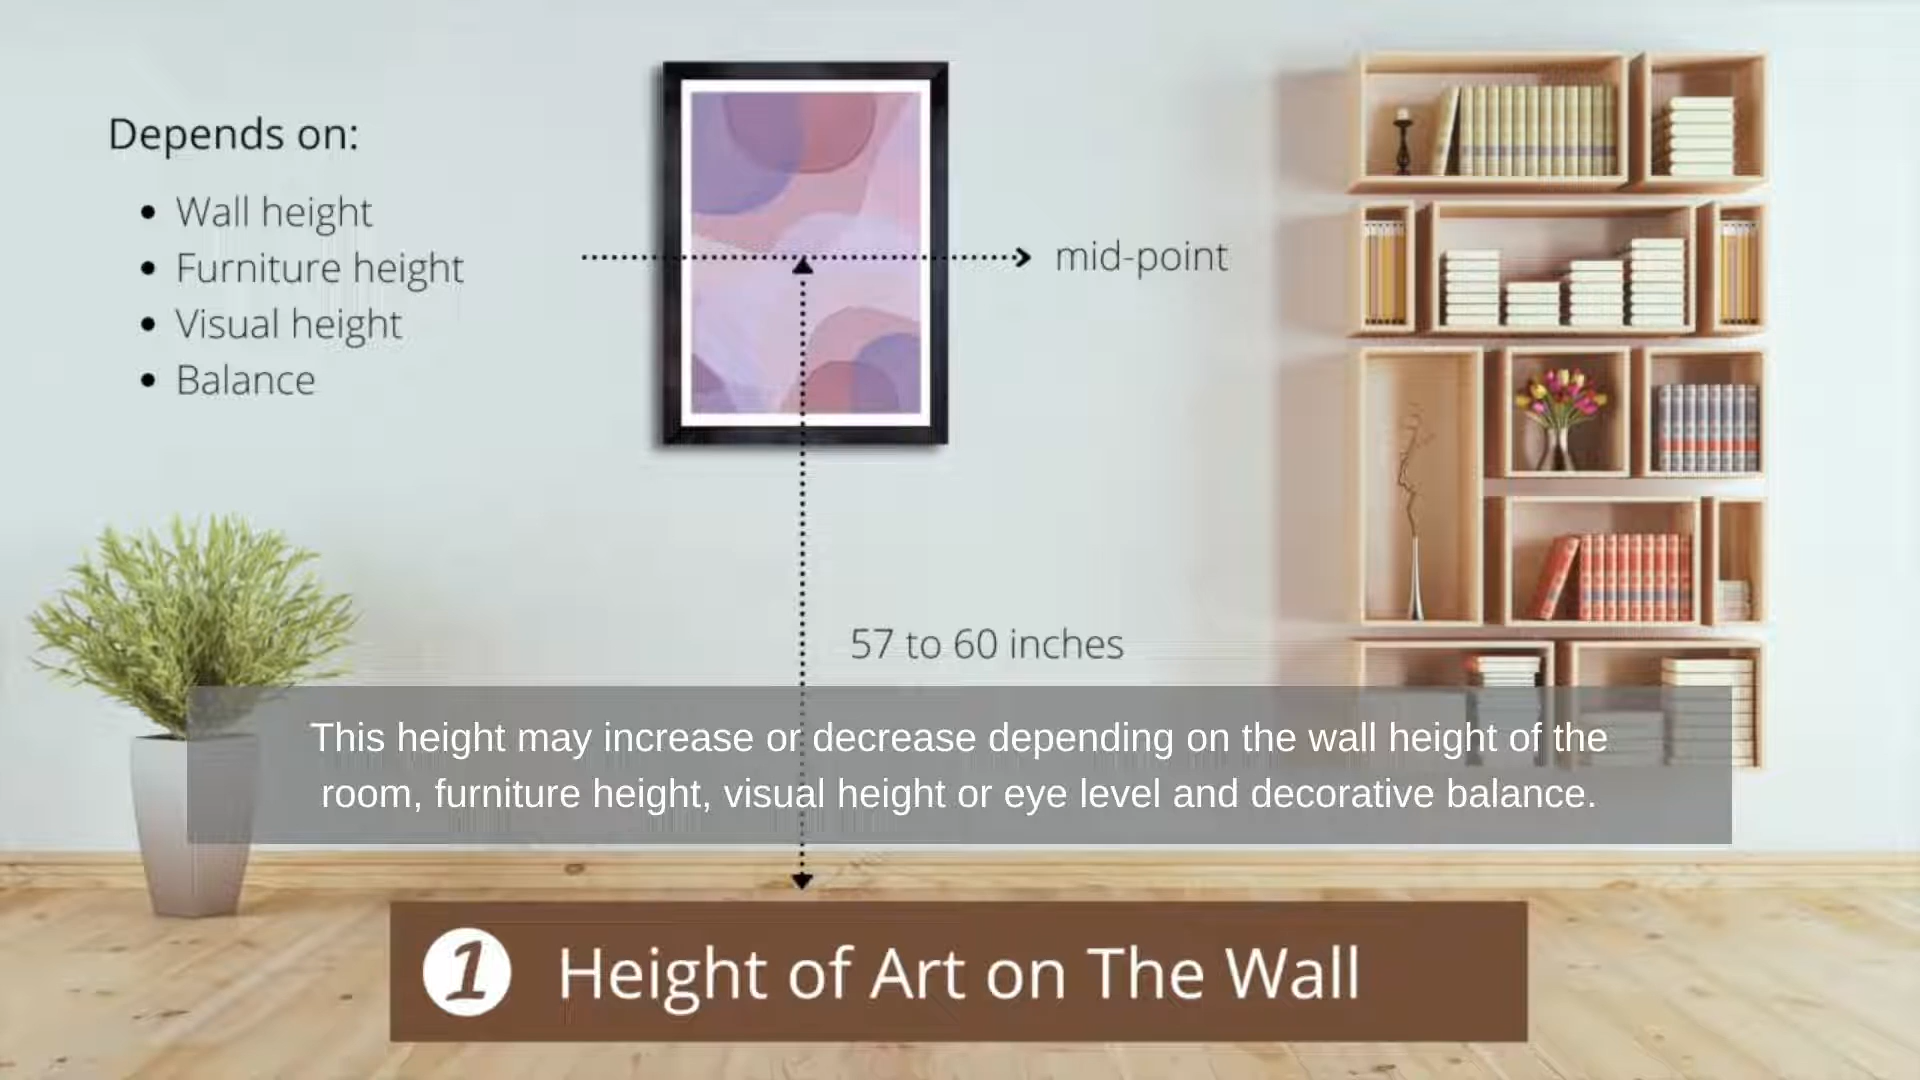 Depends on:
Wall height
Furniture height
Visual height
Balance
mid-point
57 to 60 inches
This height may increase or decrease depending on the wall height of the
room, furniture height, visual height or eye level and decorative balance.
1 Height of Art on The Wall